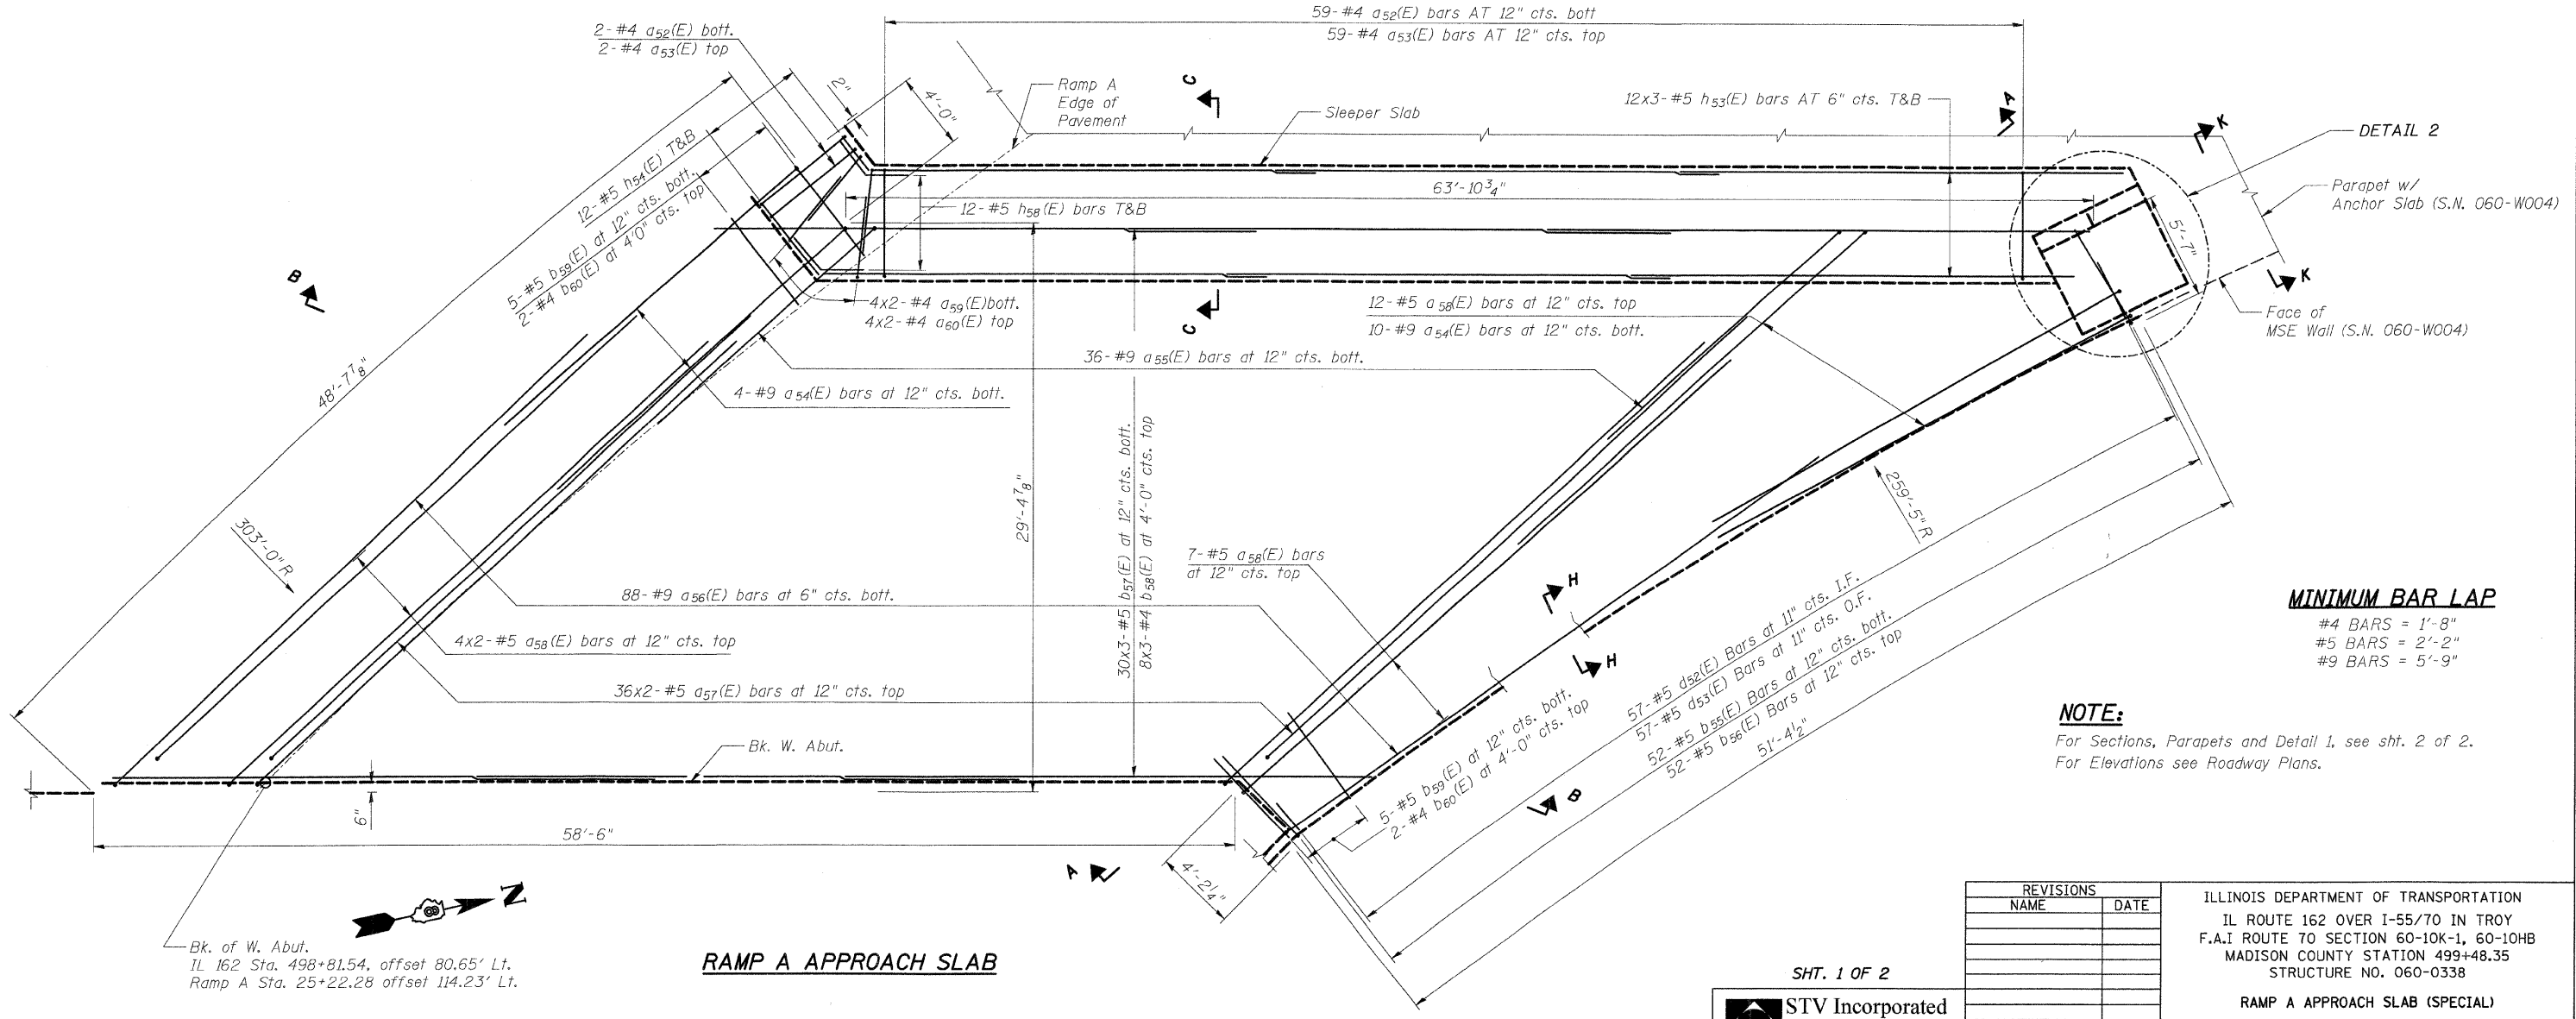 59-#4 a52(E) bars AT 12" cts. bott
59-#4 a53(E) bars AT 12" cts. top
2-#4 a52(E) bott.
2-#4 a53(E) top
2"
4'-0"
Ramp A
Edge of
Pavement
C
Sleeper Slab
12x3-#5 h53(E) bars AT 6" cts. T&B
A
K
DETAIL 2
Parapet w/
Anchor Slab (S.N. 060-W004)
12-#5 h54(E) T&B
5-#5 b59(E) at 12" cts. bott.
2-#4 b60(E) at 4'0" cts. top
63'-10 3/4"
12-#5 h58(E) bars T&B
5'-7"
K
Face of
MSE Wall (S.N. 060-W004)
B
4x2-#4 a59(E)bott.
4x2-#4 a60(E) top
C
12-#5 a58(E) bars at 12" cts. top
10-#9 a54(E) bars at 12" cts. bott.
36-#9 a55(E) bars at 12" cts. bott.
48'-7 7/8"
4-#9 a54(E) bars at 12" cts. bott.
30x3-#5 b57(E) at 12" cts. bott.
8x3-#4 b58(E) at 4'-0" cts. top
29'-4 7/8"
259'-5" R
303'-0" R
7-#5 a58(E) bars
at 12" cts. top
H
88-#9 a56(E) bars at 6" cts. bott.
4x2-#5 a58(E) bars at 12" cts. top
H
36x2-#5 a57(E) bars at 12" cts. top
57-#5 d52(E) Bars at 11" cts. I.F.
57-#5 d53(E) Bars at 11" cts. O.F.
52-#5 b55(E) Bars at 12" cts. bott.
52-#5 b56(E) Bars at 12" cts. top
51'-4 1/2"
MINIMUM BAR LAP
#4 BARS = 1'-8"
#5 BARS = 2'-2"
#9 BARS = 5'-9"
NOTE:
For Sections, Parapets and Detail 1, see sht. 2 of 2.
For Elevations see Roadway Plans.
Bk. W. Abut.
5-#5 b59(E) at 12" cts. bott.
2-#4 b60(E) at 4'-0" cts. top
B
6"
58'-6"
A
4'-2 1/4"
N
Bk. of W. Abut.
IL 162 Sta. 498+81.54, offset 80.65' Lt.
Ramp A Sta. 25+22.28 offset 114.23' Lt.
RAMP A APPROACH SLAB
SHT. 1 OF 2
STV Incorporated
REVISIONS
NAME DATE
ILLINOIS DEPARTMENT OF TRANSPORTATION
IL ROUTE 162 OVER I-55/70 IN TROY
F.A.I ROUTE 70 SECTION 60-10K-1, 60-10HB
MADISON COUNTY STATION 499+48.35
STRUCTURE NO. 060-0338
RAMP A APPROACH SLAB (SPECIAL)